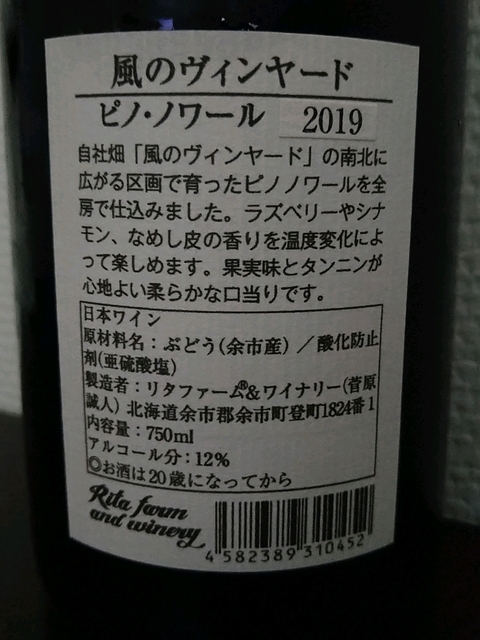 風のヴィンヤード
ピノ・ノワール 2019
自社畑「風のヴィンヤード」の南北に
広がる区画で育ったピノノワールを全
房で仕込みました。ラズベリーやシナ
モン、なめし皮の香りを温度変化によ
って楽しめます。果実味とタンニンが
心地よい柔らかな口当りです。
日本ワイン
原材料名：ぶどう(余市産)／酸化防止
剤(亜硫酸塩)
製造者：リタファーム®&ワイナリー(菅原
誠人) 北海道余市郡余市町登町1824番1
内容量：750ml
アルコール分：12%
◎お酒は20歳になってから
Rita farm
and winery
4 582389 310452